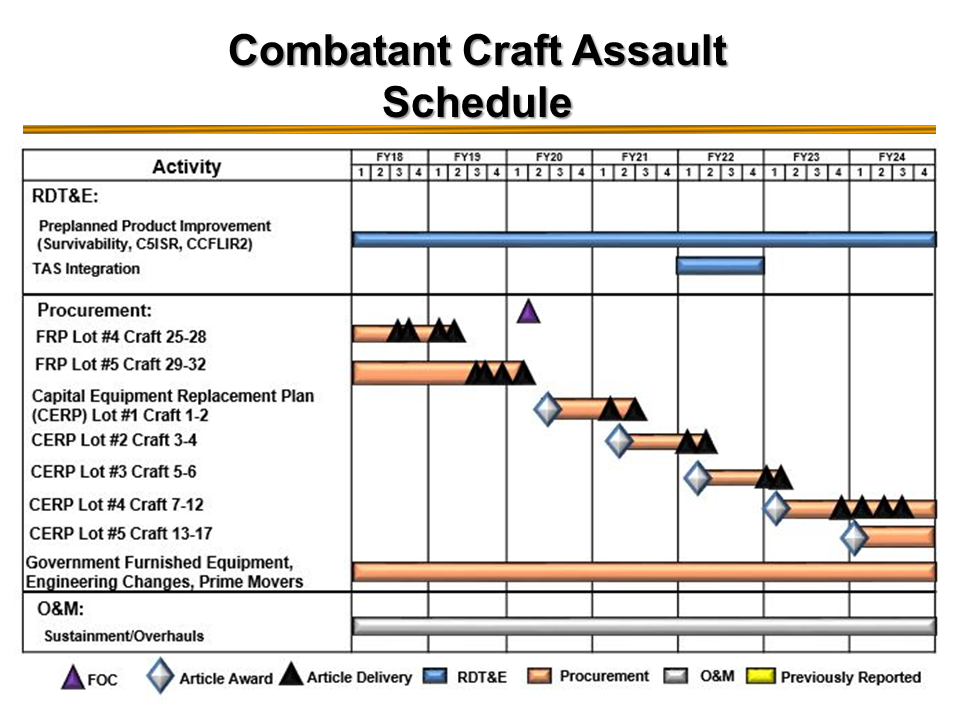 Combatant Craft Assault
Schedule
Activity
FY18 FY19 FY20 FY21 FY22 FY23 FY24
1 2 3 4 1 2 3 4 1 2 3 4 1 2 3 4 1 2 3 4 1 2 3 4 1 2 3 4
RDT&E:
Preplanned Product Improvement
(Survivability, C5ISR, CCFLIR2)
TAS Integration
Procurement:
FRP Lot #4 Craft 25-28
FRP Lot #5 Craft 29-32
Capital Equipment Replacement Plan
(CERP) Lot #1 Craft 1-2
CERP Lot #2 Craft 3-4
CERP Lot #3 Craft 5-6
CERP Lot #4 Craft 7-12
CERP Lot #5 Craft 13-17
Government Furnished Equipment,
Engineering Changes, Prime Movers
O&M:
Sustainment/Overhauls
FOC Article Award Article Delivery RDT&E Procurement O&M Previously Reported